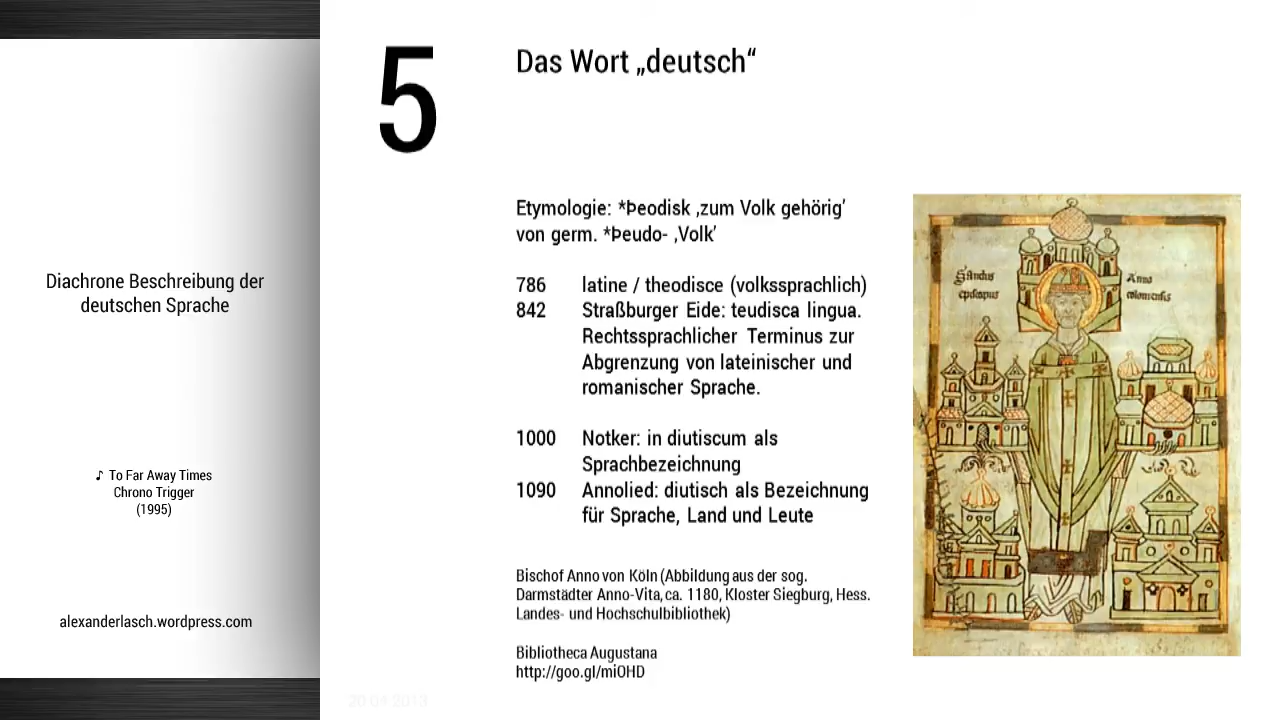 5
Das Wort „deutsch“
Etymologie: *Þeodisk ‚zum Volk gehörig’
von germ. *Þeudo- ‚Volk’
786 latine / theodisce (volkssprachlich)
842 Straßburger Eide: teudisca lingua.
Rechtssprachlicher Terminus zur
Abgrenzung von lateinischer und
romanischer Sprache.
1000 Notker: in diutiscum als
Sprachbezeichnung
1090 Annolied: diutisch als Bezeichnung
für Sprache, Land und Leute
Bischof Anno von Köln (Abbildung aus der sog.
Darmstädter Anno-Vita, ca. 1180, Kloster Siegburg, Hess.
Landes- und Hochschulbibliothek)
Bibliotheca Augustana
http://goo.gl/miOHD
Diachrone Beschreibung der
deutschen Sprache
♪ To Far Away Times
Chrono Trigger
(1995)
alexanderlasch.wordpress.com
Anno
episcopus